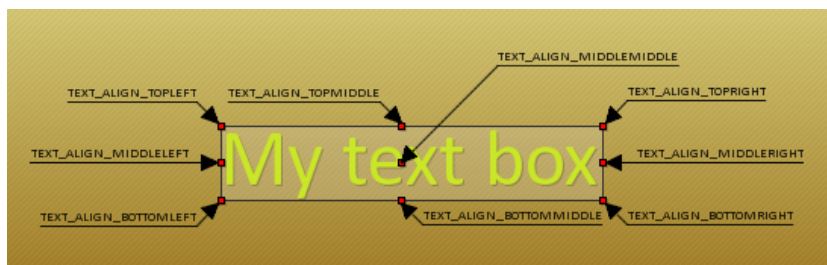 TEXT_ALIGN_MIDDLEMIDDLE
TEXT_ALIGN_TOPLEFT
TEXT_ALIGN_TOPMIDDLE
TEXT_ALIGN_TOPRIGHT
TEXT_ALIGN_MIDDLELEFT
My text box
TEXT_ALIGN_MIDDLERIGHT
TEXT_ALIGN_BOTTOMLEFT
TEXT_ALIGN_BOTTOMMIDDLE
TEXT_ALIGN_BOTTOMRIGHT